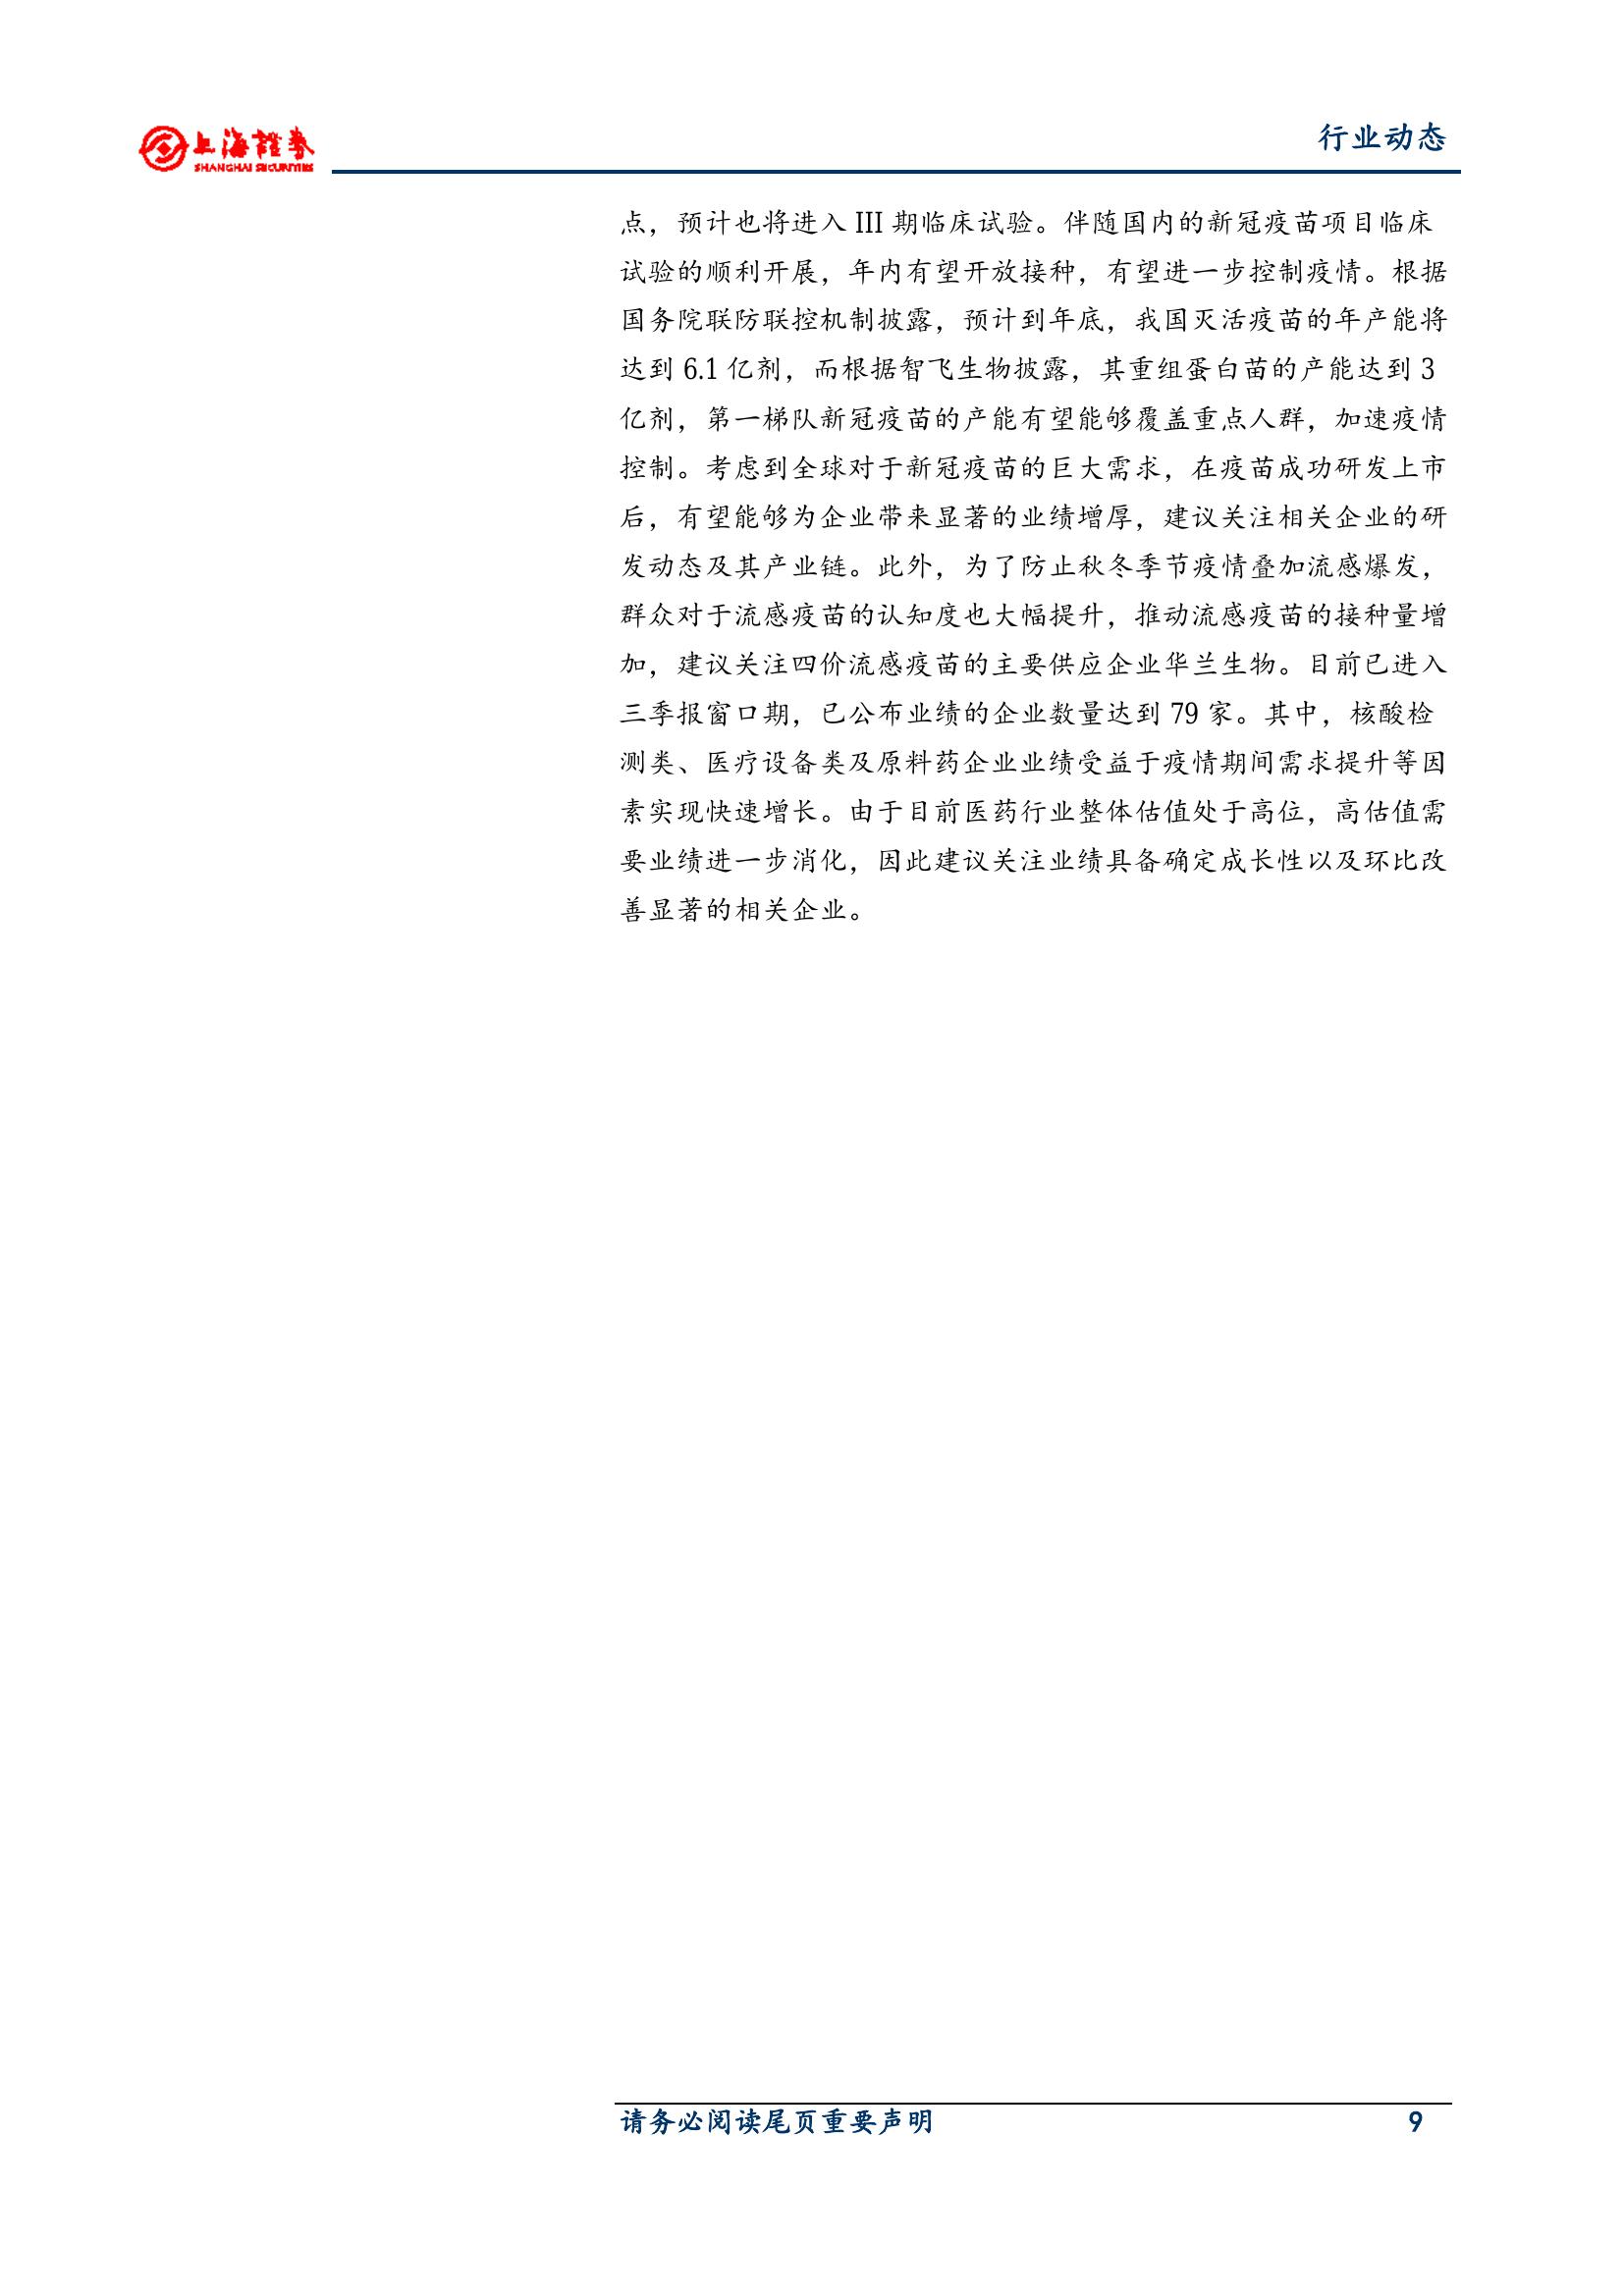 上海證券
SHANGHAI SECURITIES
行业动态
点，预计也将进入 III 期临床试验。伴随国内的新冠疫苗项目临床
试验的顺利开展，年内有望开放接种，有望进一步控制疫情。根据
国务院联防联控机制披露，预计到年底，我国灭活疫苗的年产能将
达到 6.1 亿剂，而根据智飞生物披露，其重组蛋白苗的产能达到 3
亿剂，第一梯队新冠疫苗的产能有望能够覆盖重点人群，加速疫情
控制。考虑到全球对于新冠疫苗的巨大需求，在疫苗成功研发上市
后，有望能够为企业带来显著的业绩增厚，建议关注相关企业的研
发动态及其产业链。此外，为了防止秋冬季节疫情叠加流感爆发，
群众对于流感疫苗的认知度也大幅提升，推动流感疫苗的接种量增
加，建议关注四价流感疫苗的主要供应企业华兰生物。目前已进入
三季报窗口期，已公布业绩的企业数量达到 79 家。其中，核酸检
测类、医疗设备类及原料药企业业绩受益于疫情期间需求提升等因
素实现快速增长。由于目前医药行业整体估值处于高位，高估值需
要业绩进一步消化，因此建议关注业绩具备确定成长性以及环比改
善显著的相关企业。
请务必阅读尾页重要声明
9